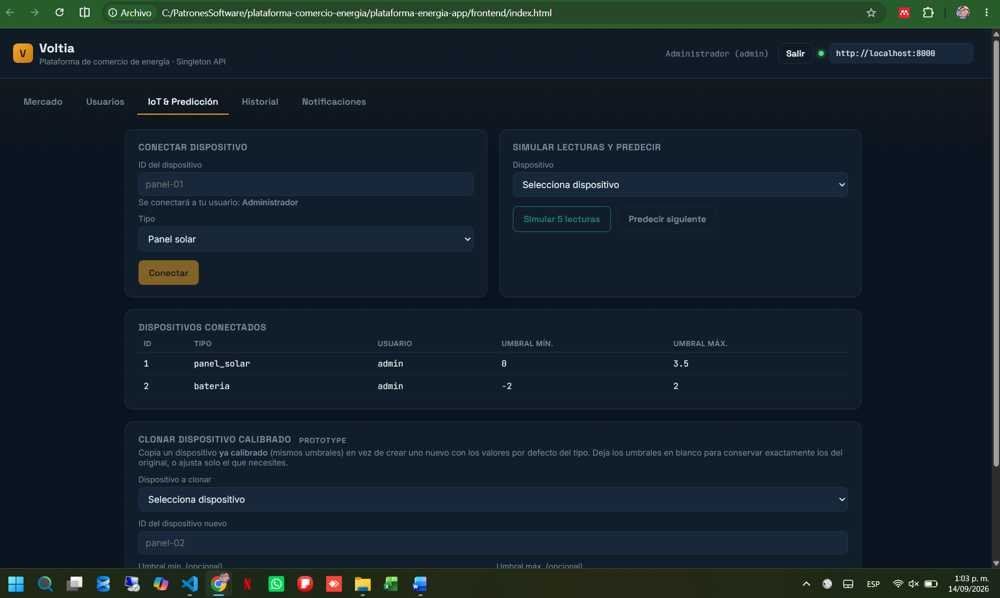 Archivo
C:/PatronesSoftware/plataforma-comercio-energia/plataforma-energia-app/frontend/index.html
V
Voltia
Plataforma de comercio de energía · Singleton API
Administrador (admin)
Salir
http://localhost:8000
Mercado
Usuarios
IoT & Predicción
Historial
Notificaciones
CONECTAR DISPOSITIVO
ID del dispositivo
panel-01
Se conectará a tu usuario: Administrador
Tipo
Panel solar
Conectar
SIMULAR LECTURAS Y PREDECIR
Dispositivo
Selecciona dispositivo
Simular 5 lecturas
Predecir siguiente
DISPOSITIVOS CONECTADOS
ID TIPO USUARIO UMBRAL MÍN. UMBRAL MÁX.
1 panel_solar admin 0 3.5
2 bateria admin -2 2
CLONAR DISPOSITIVO CALIBRADO PROTOTYPE
Copia un dispositivo ya calibrado (mismos umbrales) en vez de crear uno nuevo con los valores por defecto del tipo. Deja los umbrales en blanco para conservar exactamente los del
original, o ajusta solo el que necesites.
Dispositivo a clonar
Selecciona dispositivo
ID del dispositivo nuevo
panel-02
Umbral mín. (opcional)
Umbral máx. (opcional)
ESP
1:03 p. m.
14/09/2026